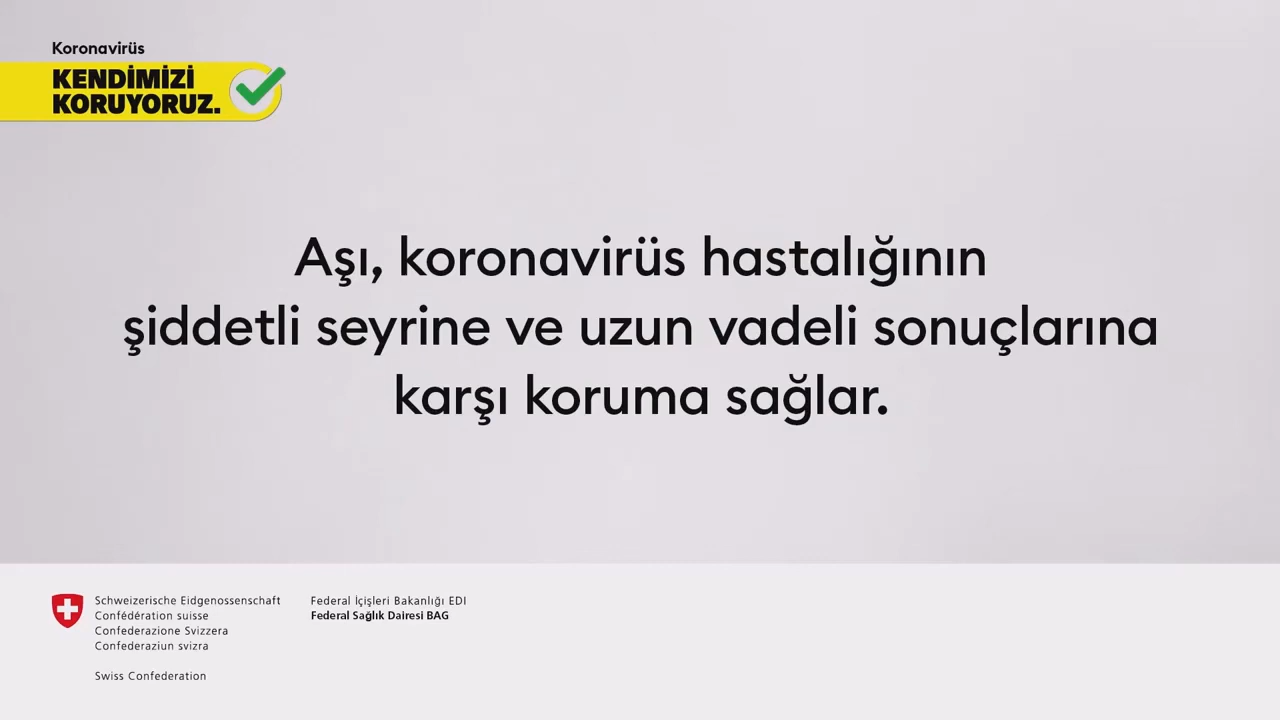 Koronavirüs
KENDİMİZİ
KORUYORUZ.
Aşı, koronavirüs hastalığının
şiddetli seyrine ve uzun vadeli sonuçlarına
karşı koruma sağlar.
Schweizerische Eidgenossenschaft
Confédération suisse
Confederazione Svizzera
Confederaziun svizra
Swiss Confederation
Federal İçişleri Bakanlığı EDI
Federal Sağlık Dairesi BAG